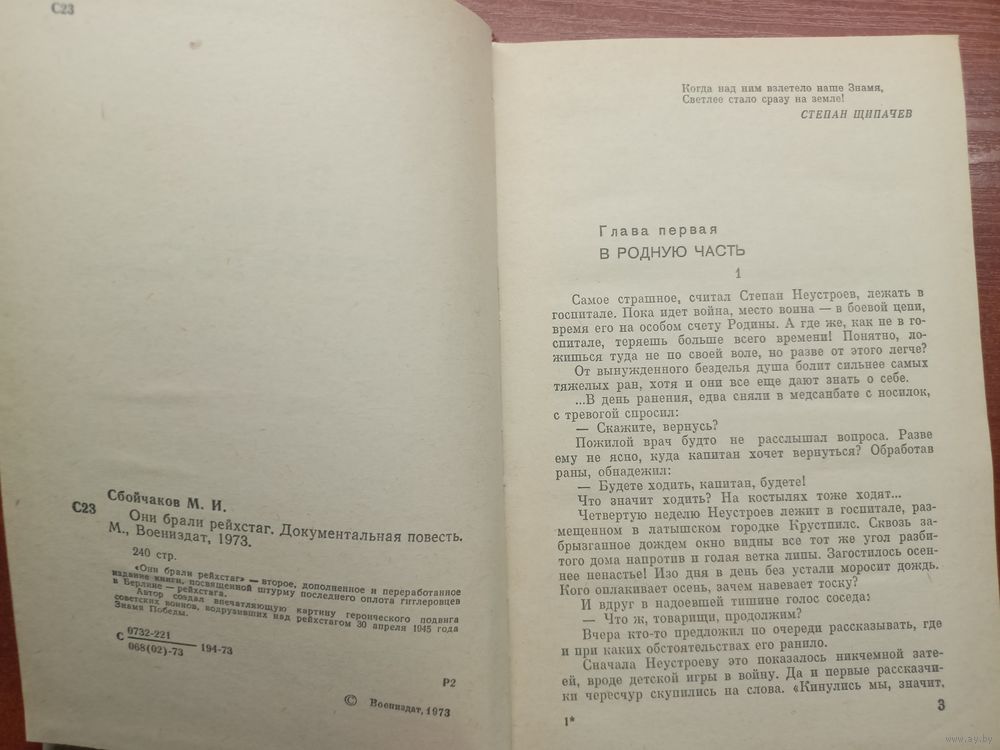 С23
Сбойчаков М. И.
С23
Они брали рейхстаг. Документальная повесть.
М., Воениздат, 1973.
240 стр.
«Они брали рейхстаг» — второе, дополненное и переработанное
издание книги, посвященной штурму последнего оплота гитлеровцев
в Берлине — рейхстага.
Автор создал впечатляющую картину героического подвига
советских воинов, водрузивших над рейхстагом 30 апреля 1945 года
Знамя Победы.
С 0732-221
068(02)-73 194-73
Р2
© Воениздат, 1973
Когда над ним взлетело наше Знамя,
Светлее стало сразу на земле!
СТЕПАН ЩИПАЧЕВ
Глава первая
В РОДНУЮ ЧАСТЬ
1
Самое страшное, считал Степан Неустроев, лежать в
госпитале. Пока идет война, место воина — в боевой цепи,
время его на особом счету Родины. А где же, как не в го-
спитале, теряешь больше всего времени! Понятно, ло-
жишься туда не по своей воле, но разве от этого легче?
От вынужденного безделья душа болит сильнее самых
тяжелых ран, хотя и они все еще дают знать о себе.
...В день ранения, едва сняли в медсанбате с носилок,
с тревогой спросил:
— Скажите, вернусь?
Пожилой врач будто не расслышал вопроса. Разве
ему не ясно, куда капитан хочет вернуться? Обработав
раны, обнадежил:
— Будете ходить, капитан, будете!
Что значит ходить? На костылях тоже ходят...
Четвертую неделю Неустроев лежит в госпитале, раз-
мещенном в латышском городке Крустпилс. Сквозь за-
брызганное дождем окно видны все тот же угол разби-
того дома напротив и голая ветка липы. Загостилось осен-
нее ненастье! Изо дня в день без устали моросит дождь.
Кого оплакивает осень, зачем навевает тоску?
И вдруг в надоевшей тишине голос соседа:
— Что ж, товарищи, продолжим?
Вчера кто-то предложил по очереди рассказывать, где
и при каких обстоятельствах его ранило.
Сначала Неустроеву это показалось никчемной зате-
ей, вроде детской игры в войну. Да и первые рассказчи-
ки чересчур скупились на слова. «Кинулись мы, значит,
1*
3
www.ay.by